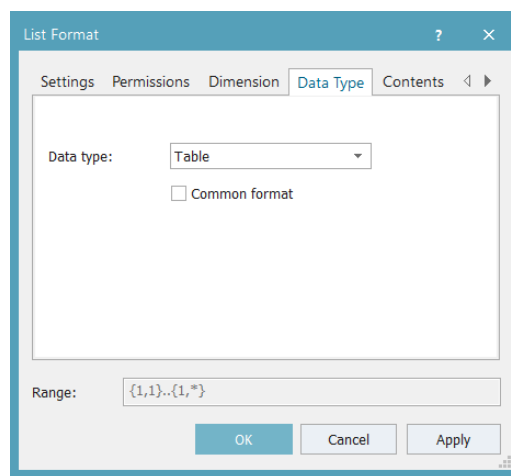 List Format ? ×
Settings Permissions Dimension Data Type Contents
Data type: Table
Common format
Range: {1,1}..{1,*}
OK Cancel Apply